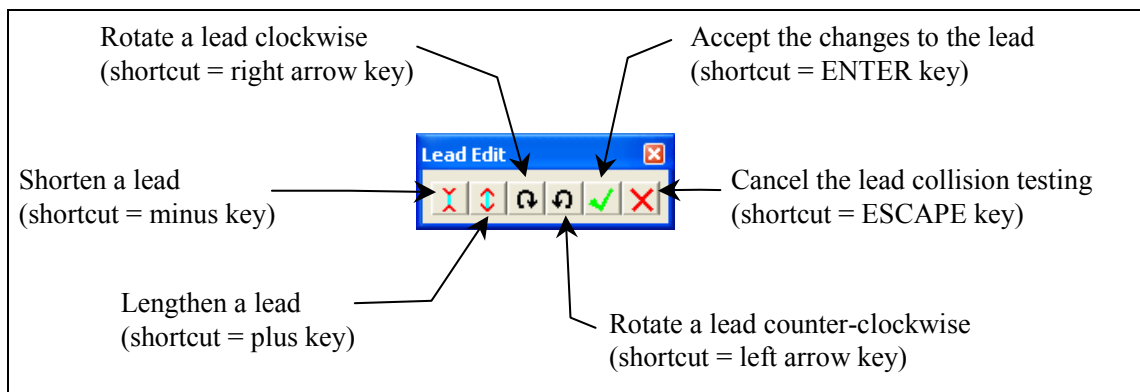 Rotate a lead clockwise
(shortcut = right arrow key)
Accept the changes to the lead
(shortcut = ENTER key)
Lead Edit
Shorten a lead
(shortcut = minus key)
Cancel the lead collision testing
(shortcut = ESCAPE key)
Lengthen a lead
(shortcut = plus key)
Rotate a lead counter-clockwise
(shortcut = left arrow key)